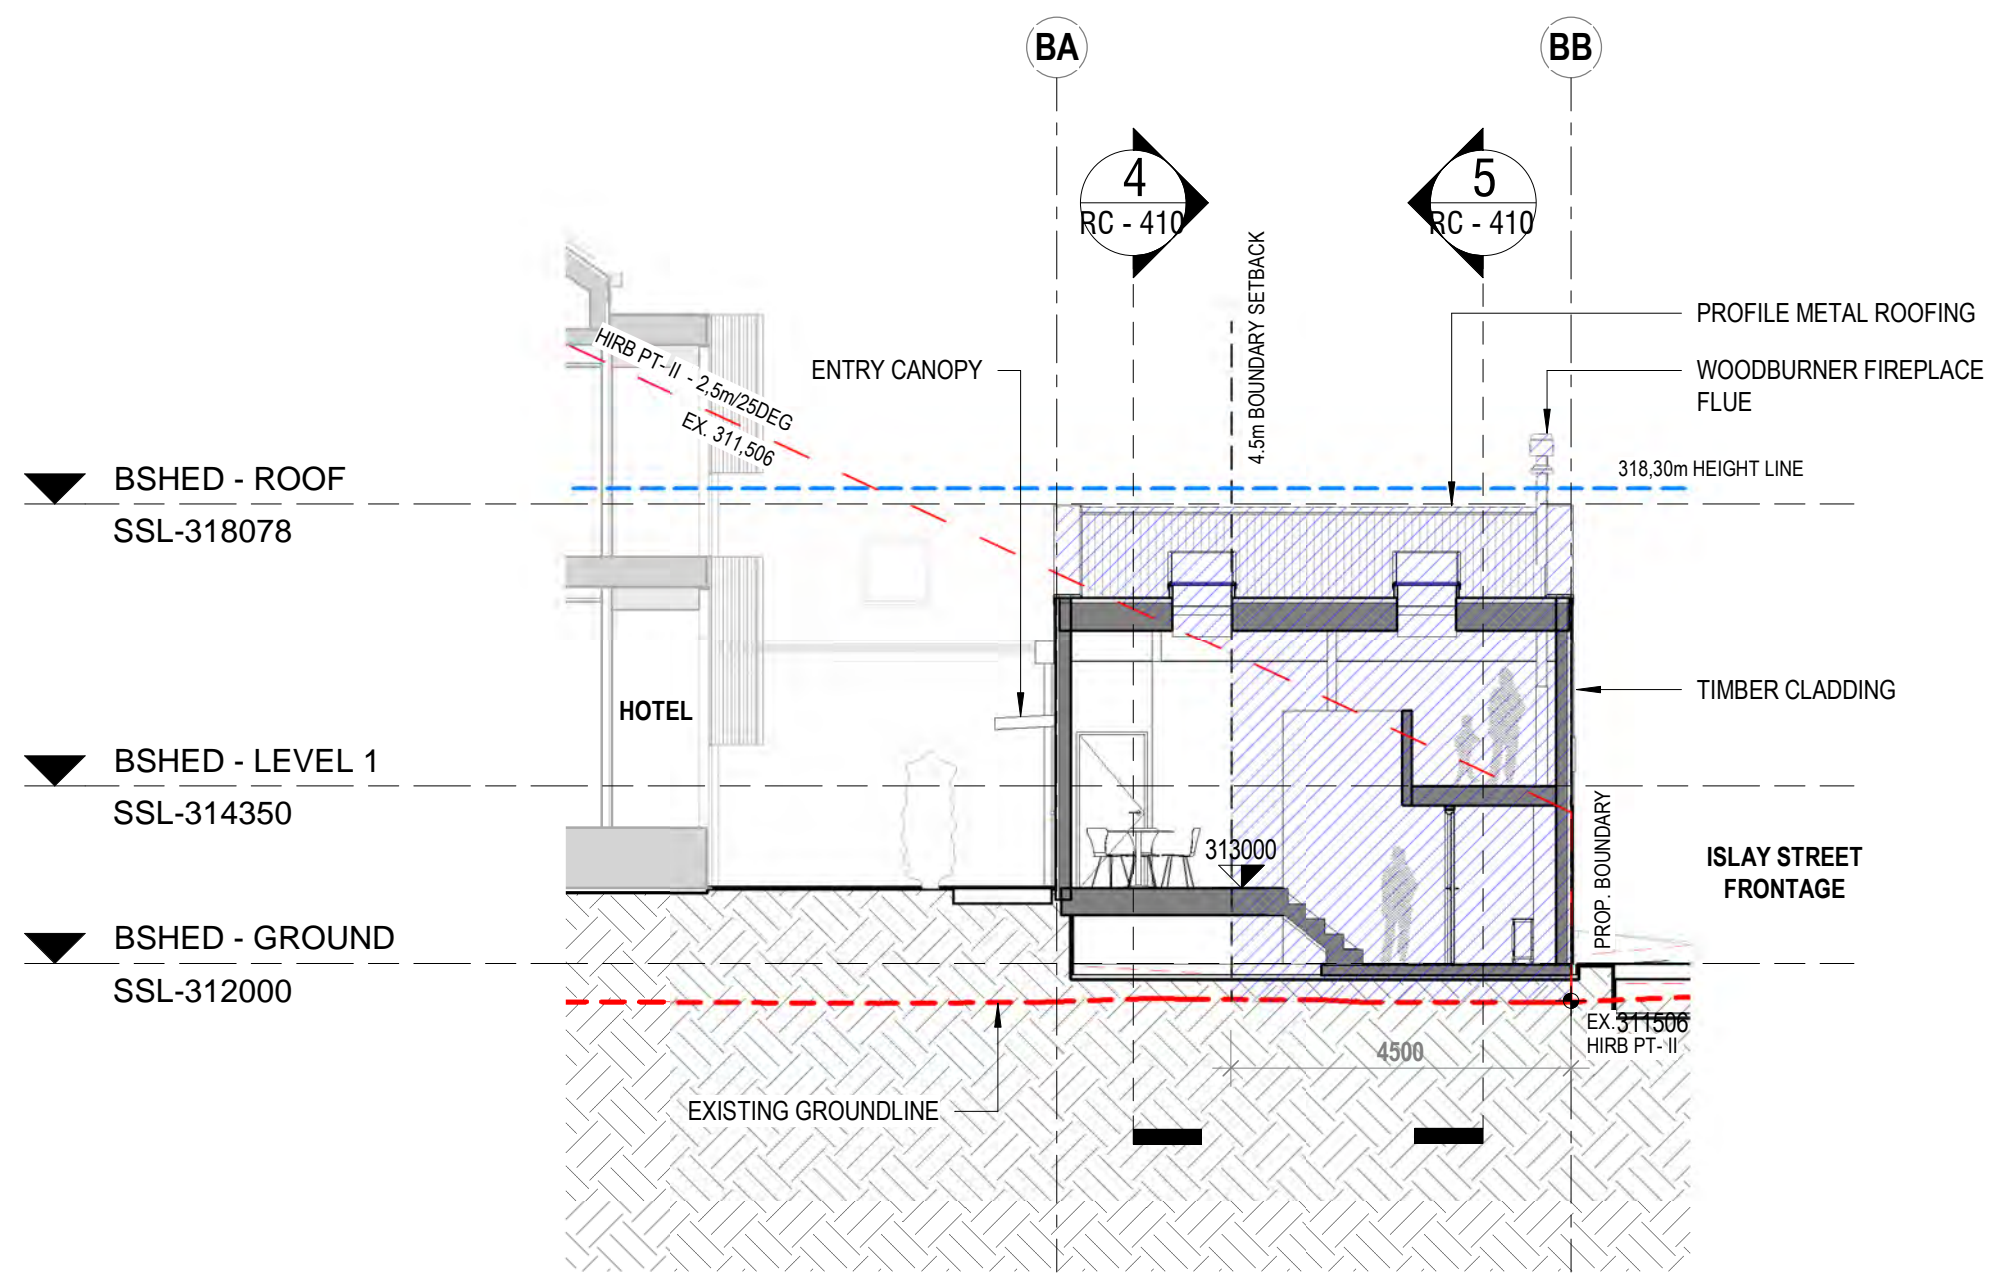 BA
BB
4
RC - 410
5
RC - 410
4.5m BOUNDARY SETBACK
PROFILE METAL ROOFING
WOODBURNER FIREPLACE
FLUE
HIRB PT- II - 2,5m/25DEG
EX. 311,506
ENTRY CANOPY
318,30m HEIGHT LINE
BSHED - ROOF
SSL-318078
HOTEL
TIMBER CLADDING
BSHED - LEVEL 1
SSL-314350
313000
PROP. BOUNDARY
ISLAY STREET
FRONTAGE
BSHED - GROUND
SSL-312000
EX. 311506
HIRB PT- II
4500
EXISTING GROUNDLINE